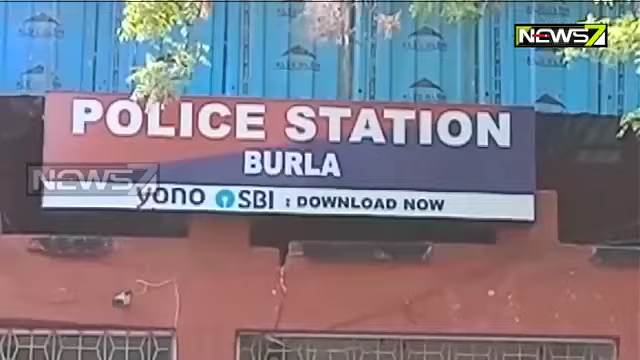 NEWS7
POLICE STATION
BURLA
NEWS7
yono SBI : DOWNLOAD NOW